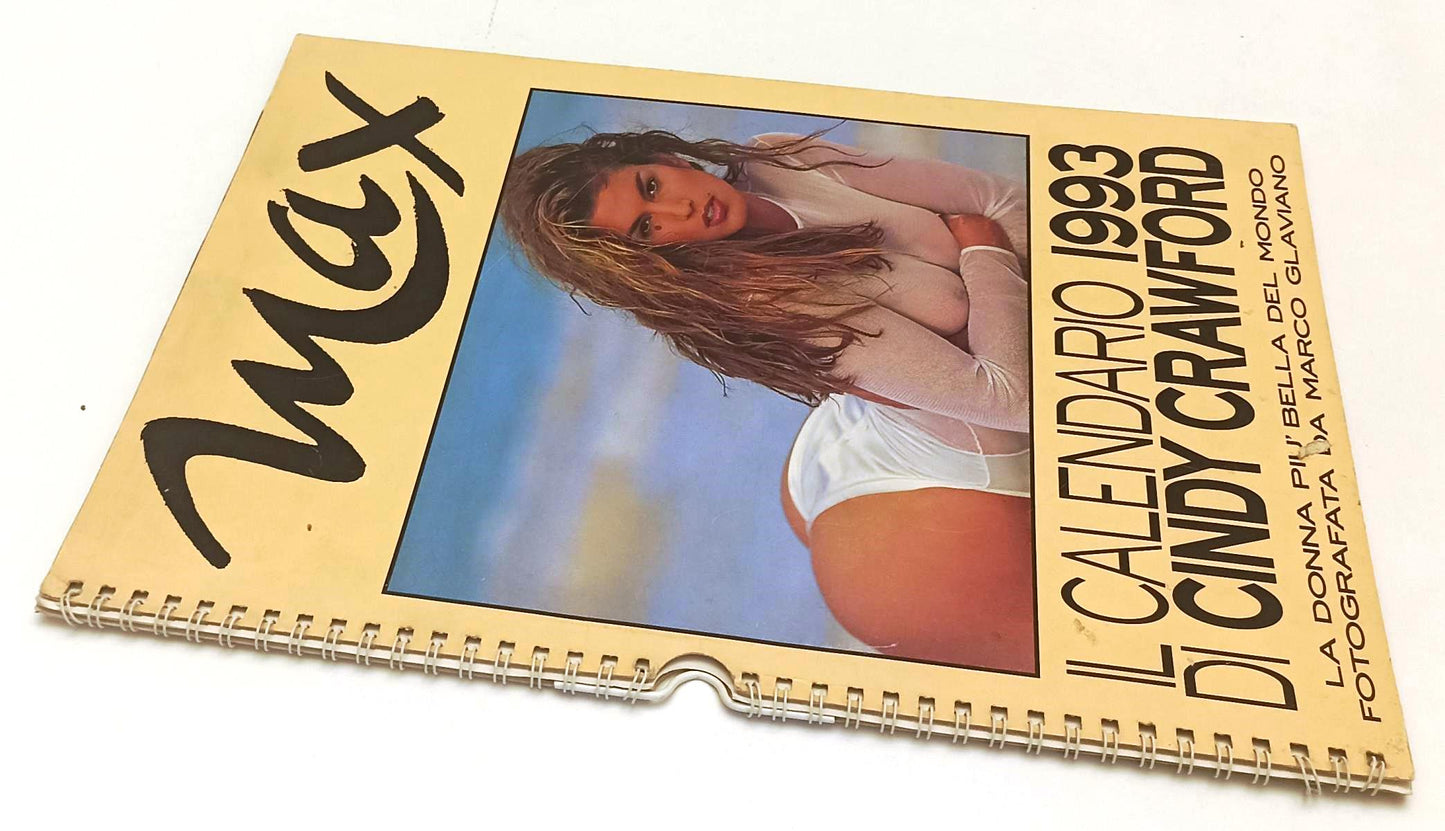 Max
IL CALENDARIO 1993
DI CINDY CRAWFORD
LA DONNA PIU' BELLA DEL MONDO
FOTOGRAFATA DA MARCO GLAVIANO